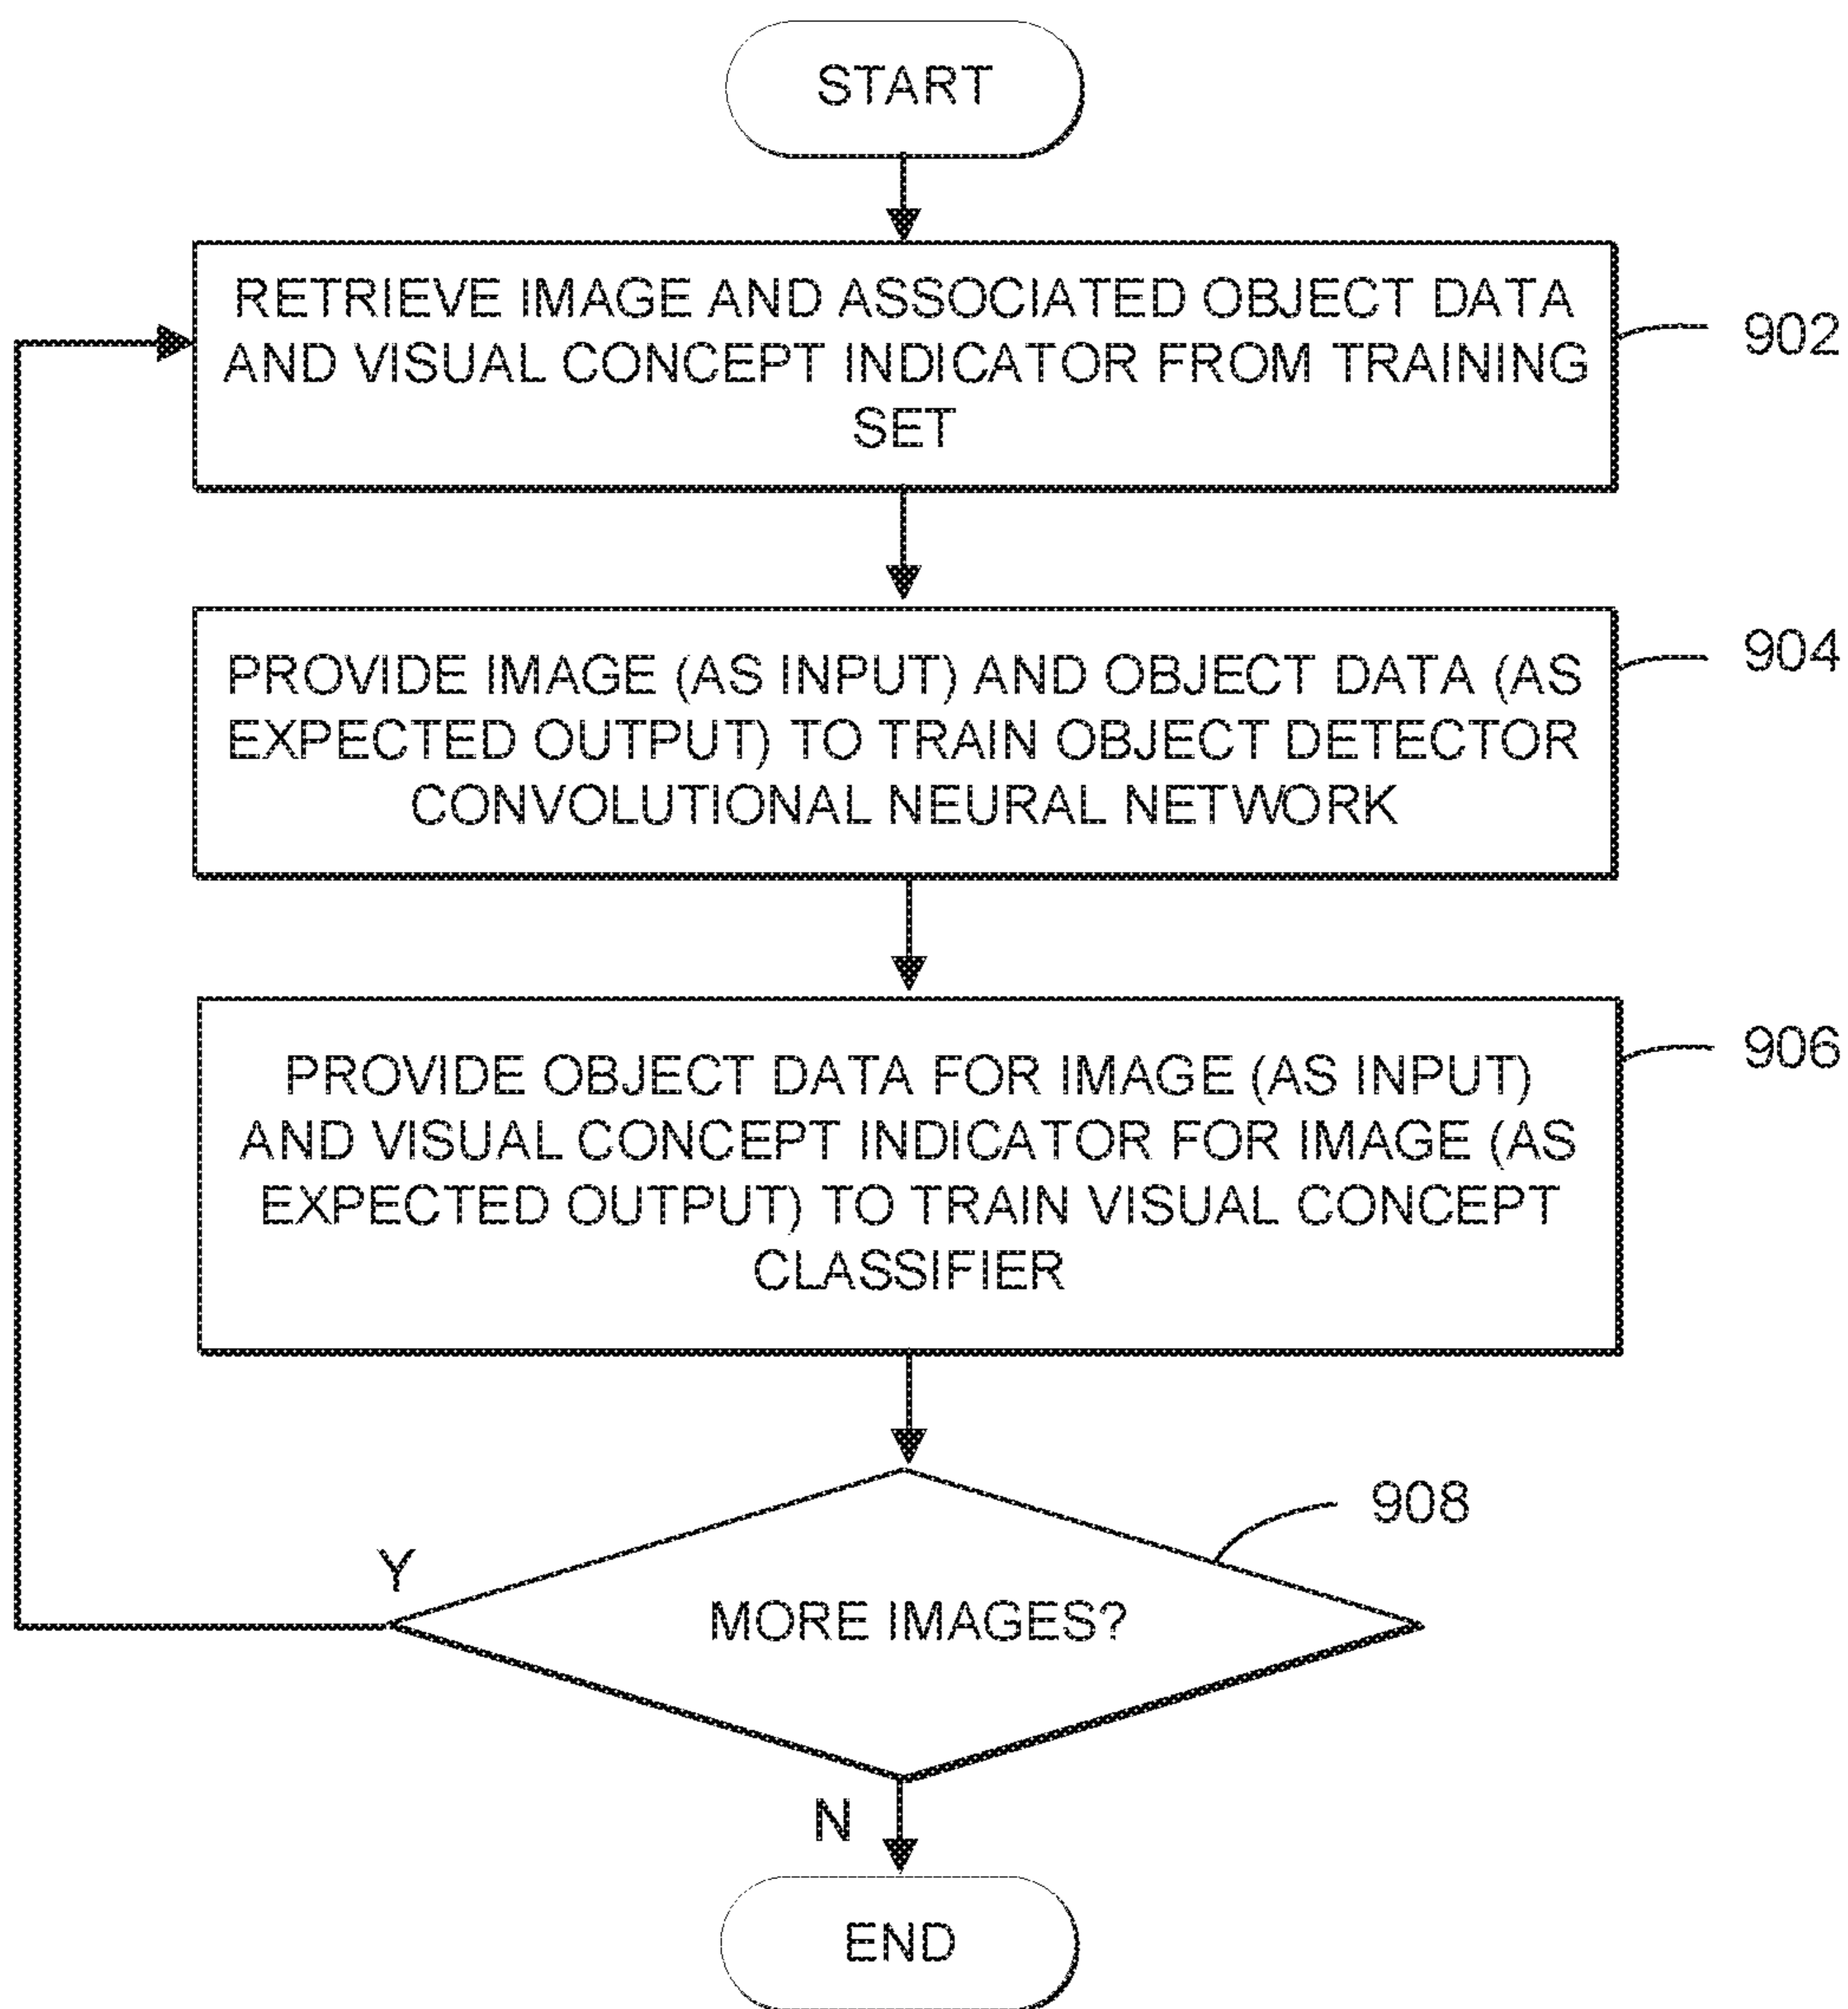 START
RETRIEVE IMAGE AND ASSOCIATED OBJECT DATA
AND VISUAL CONCEPT INDICATOR FROM TRAINING
SET
902
PROVIDE IMAGE (AS INPUT) AND OBJECT DATA (AS
EXPECTED OUTPUT) TO TRAIN OBJECT DETECTOR
CONVOLUTIONAL NEURAL NETWORK
904
PROVIDE OBJECT DATA FOR IMAGE (AS INPUT)
AND VISUAL CONCEPT INDICATOR FOR IMAGE (AS
EXPECTED OUTPUT) TO TRAIN VISUAL CONCEPT
CLASSIFIER
906
908
Y
MORE IMAGES?
N
END